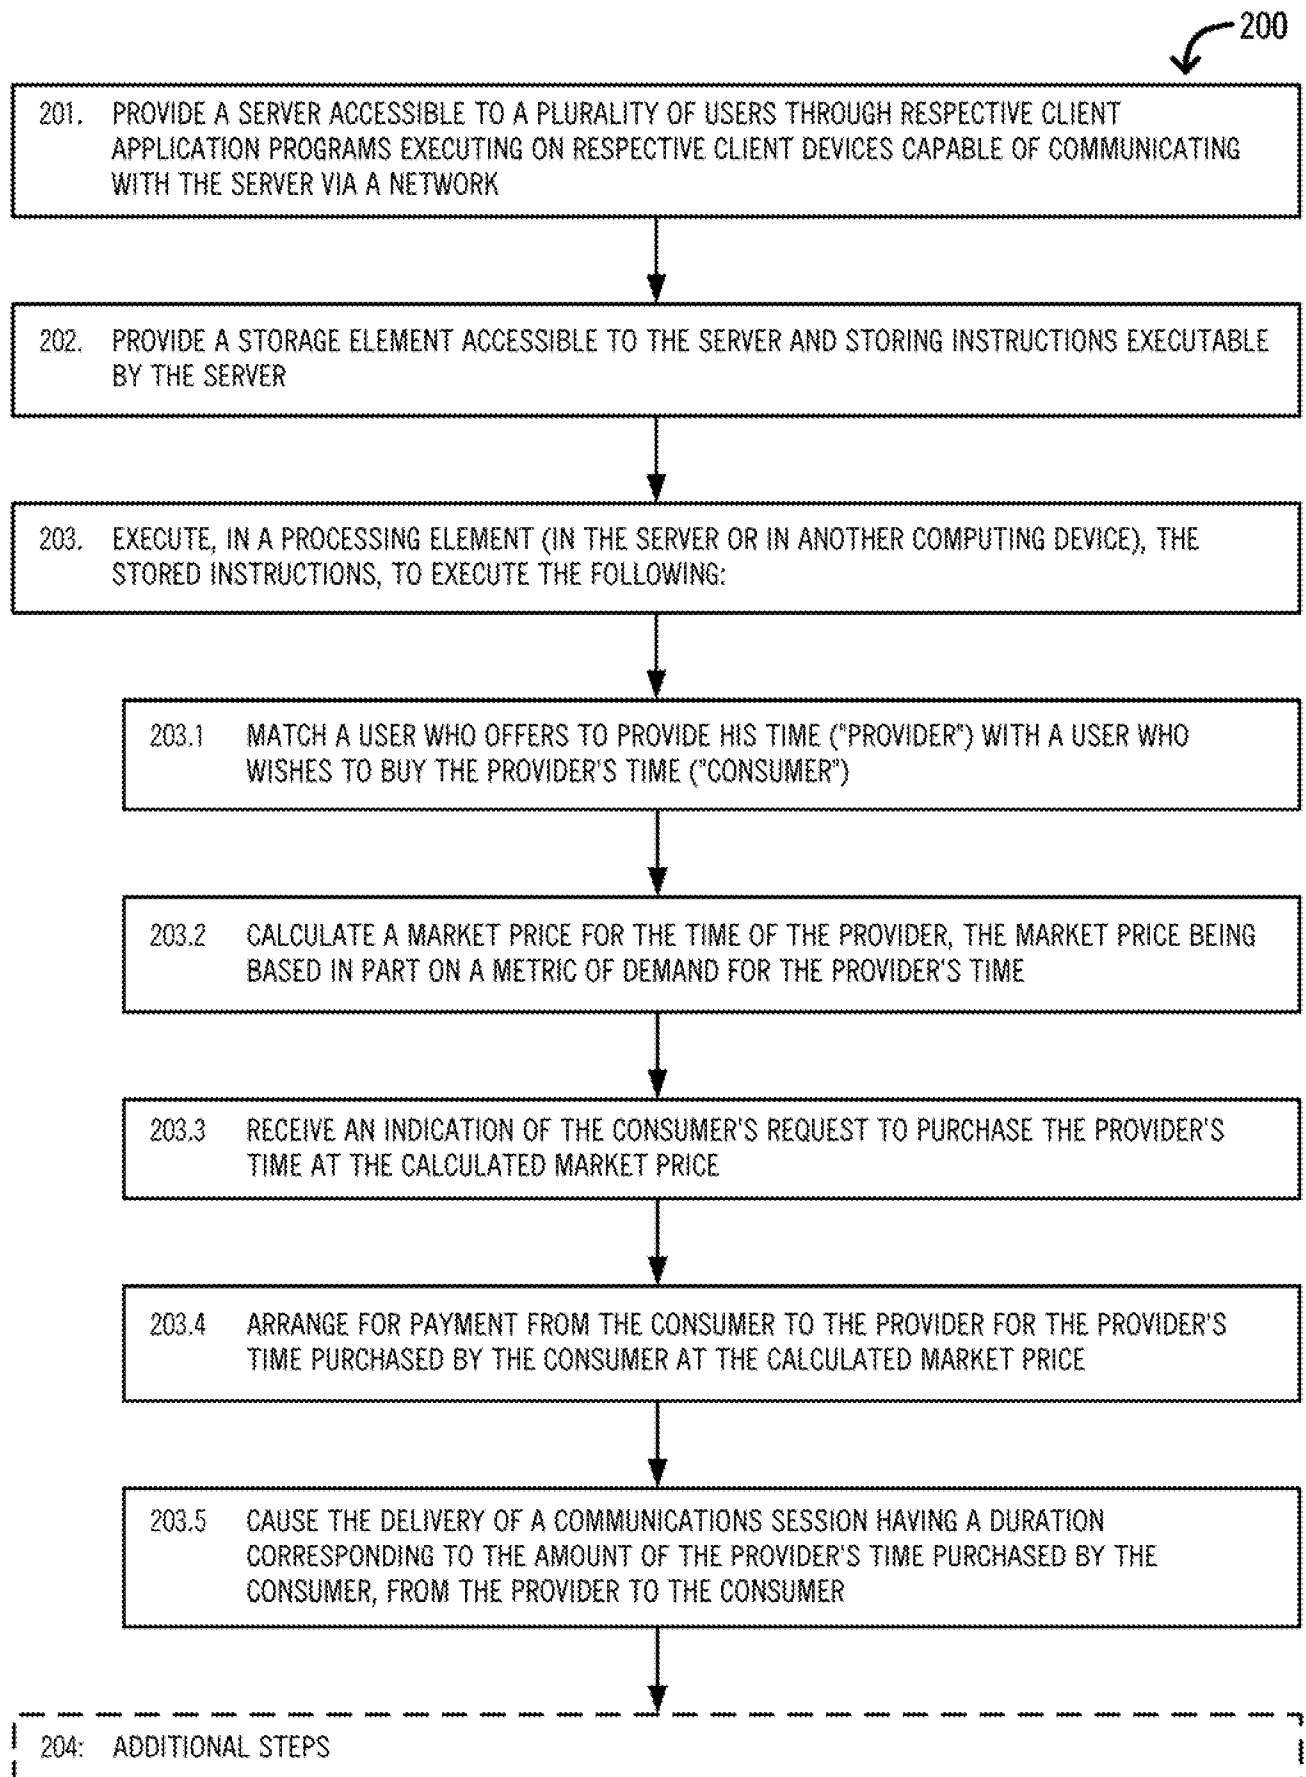 200
201. PROVIDE A SERVER ACCESSIBLE TO A PLURALITY OF USERS THROUGH RESPECTIVE CLIENT
APPLICATION PROGRAMS EXECUTING ON RESPECTIVE CLIENT DEVICES CAPABLE OF COMMUNICATING
WITH THE SERVER VIA A NETWORK
202. PROVIDE A STORAGE ELEMENT ACCESSIBLE TO THE SERVER AND STORING INSTRUCTIONS EXECUTABLE
BY THE SERVER
203. EXECUTE, IN A PROCESSING ELEMENT (IN THE SERVER OR IN ANOTHER COMPUTING DEVICE), THE
STORED INSTRUCTIONS, TO EXECUTE THE FOLLOWING:
203.1 MATCH A USER WHO OFFERS TO PROVIDE HIS TIME ("PROVIDER") WITH A USER WHO
WISHES TO BUY THE PROVIDER'S TIME ("CONSUMER")
203.2 CALCULATE A MARKET PRICE FOR THE TIME OF THE PROVIDER, THE MARKET PRICE BEING
BASED IN PART ON A METRIC OF DEMAND FOR THE PROVIDER'S TIME
203.3 RECEIVE AN INDICATION OF THE CONSUMER'S REQUEST TO PURCHASE THE PROVIDER'S
TIME AT THE CALCULATED MARKET PRICE
203.4 ARRANGE FOR PAYMENT FROM THE CONSUMER TO THE PROVIDER FOR THE PROVIDER'S
TIME PURCHASED BY THE CONSUMER AT THE CALCULATED MARKET PRICE
203.5 CAUSE THE DELIVERY OF A COMMUNICATIONS SESSION HAVING A DURATION
CORRESPONDING TO THE AMOUNT OF THE PROVIDER'S TIME PURCHASED BY THE
CONSUMER, FROM THE PROVIDER TO THE CONSUMER
204: ADDITIONAL STEPS